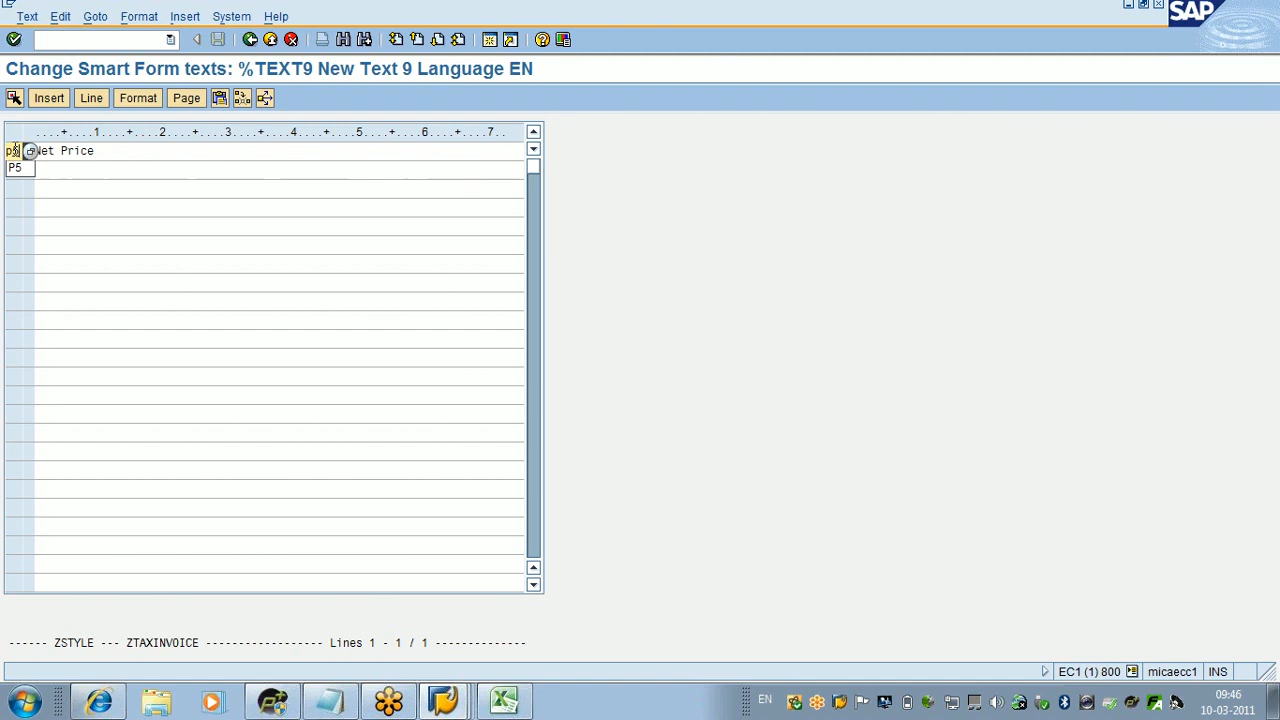 Text Edit Goto Format Insert System Help
SAP
Change Smart Form texts: %TEXT9 New Text 9 Language EN
Insert Line Format Page
....+....1....+....2....+....3....+....4....+....5....+....6....+....7..
Net Price
P5
------ ZSTYLE --- ZTAXINVOICE ------------------ Lines 1 - 1 / 1 --------------
EC1 (1) 800 micaecc1 INS
EN
09:46
10-03-2011